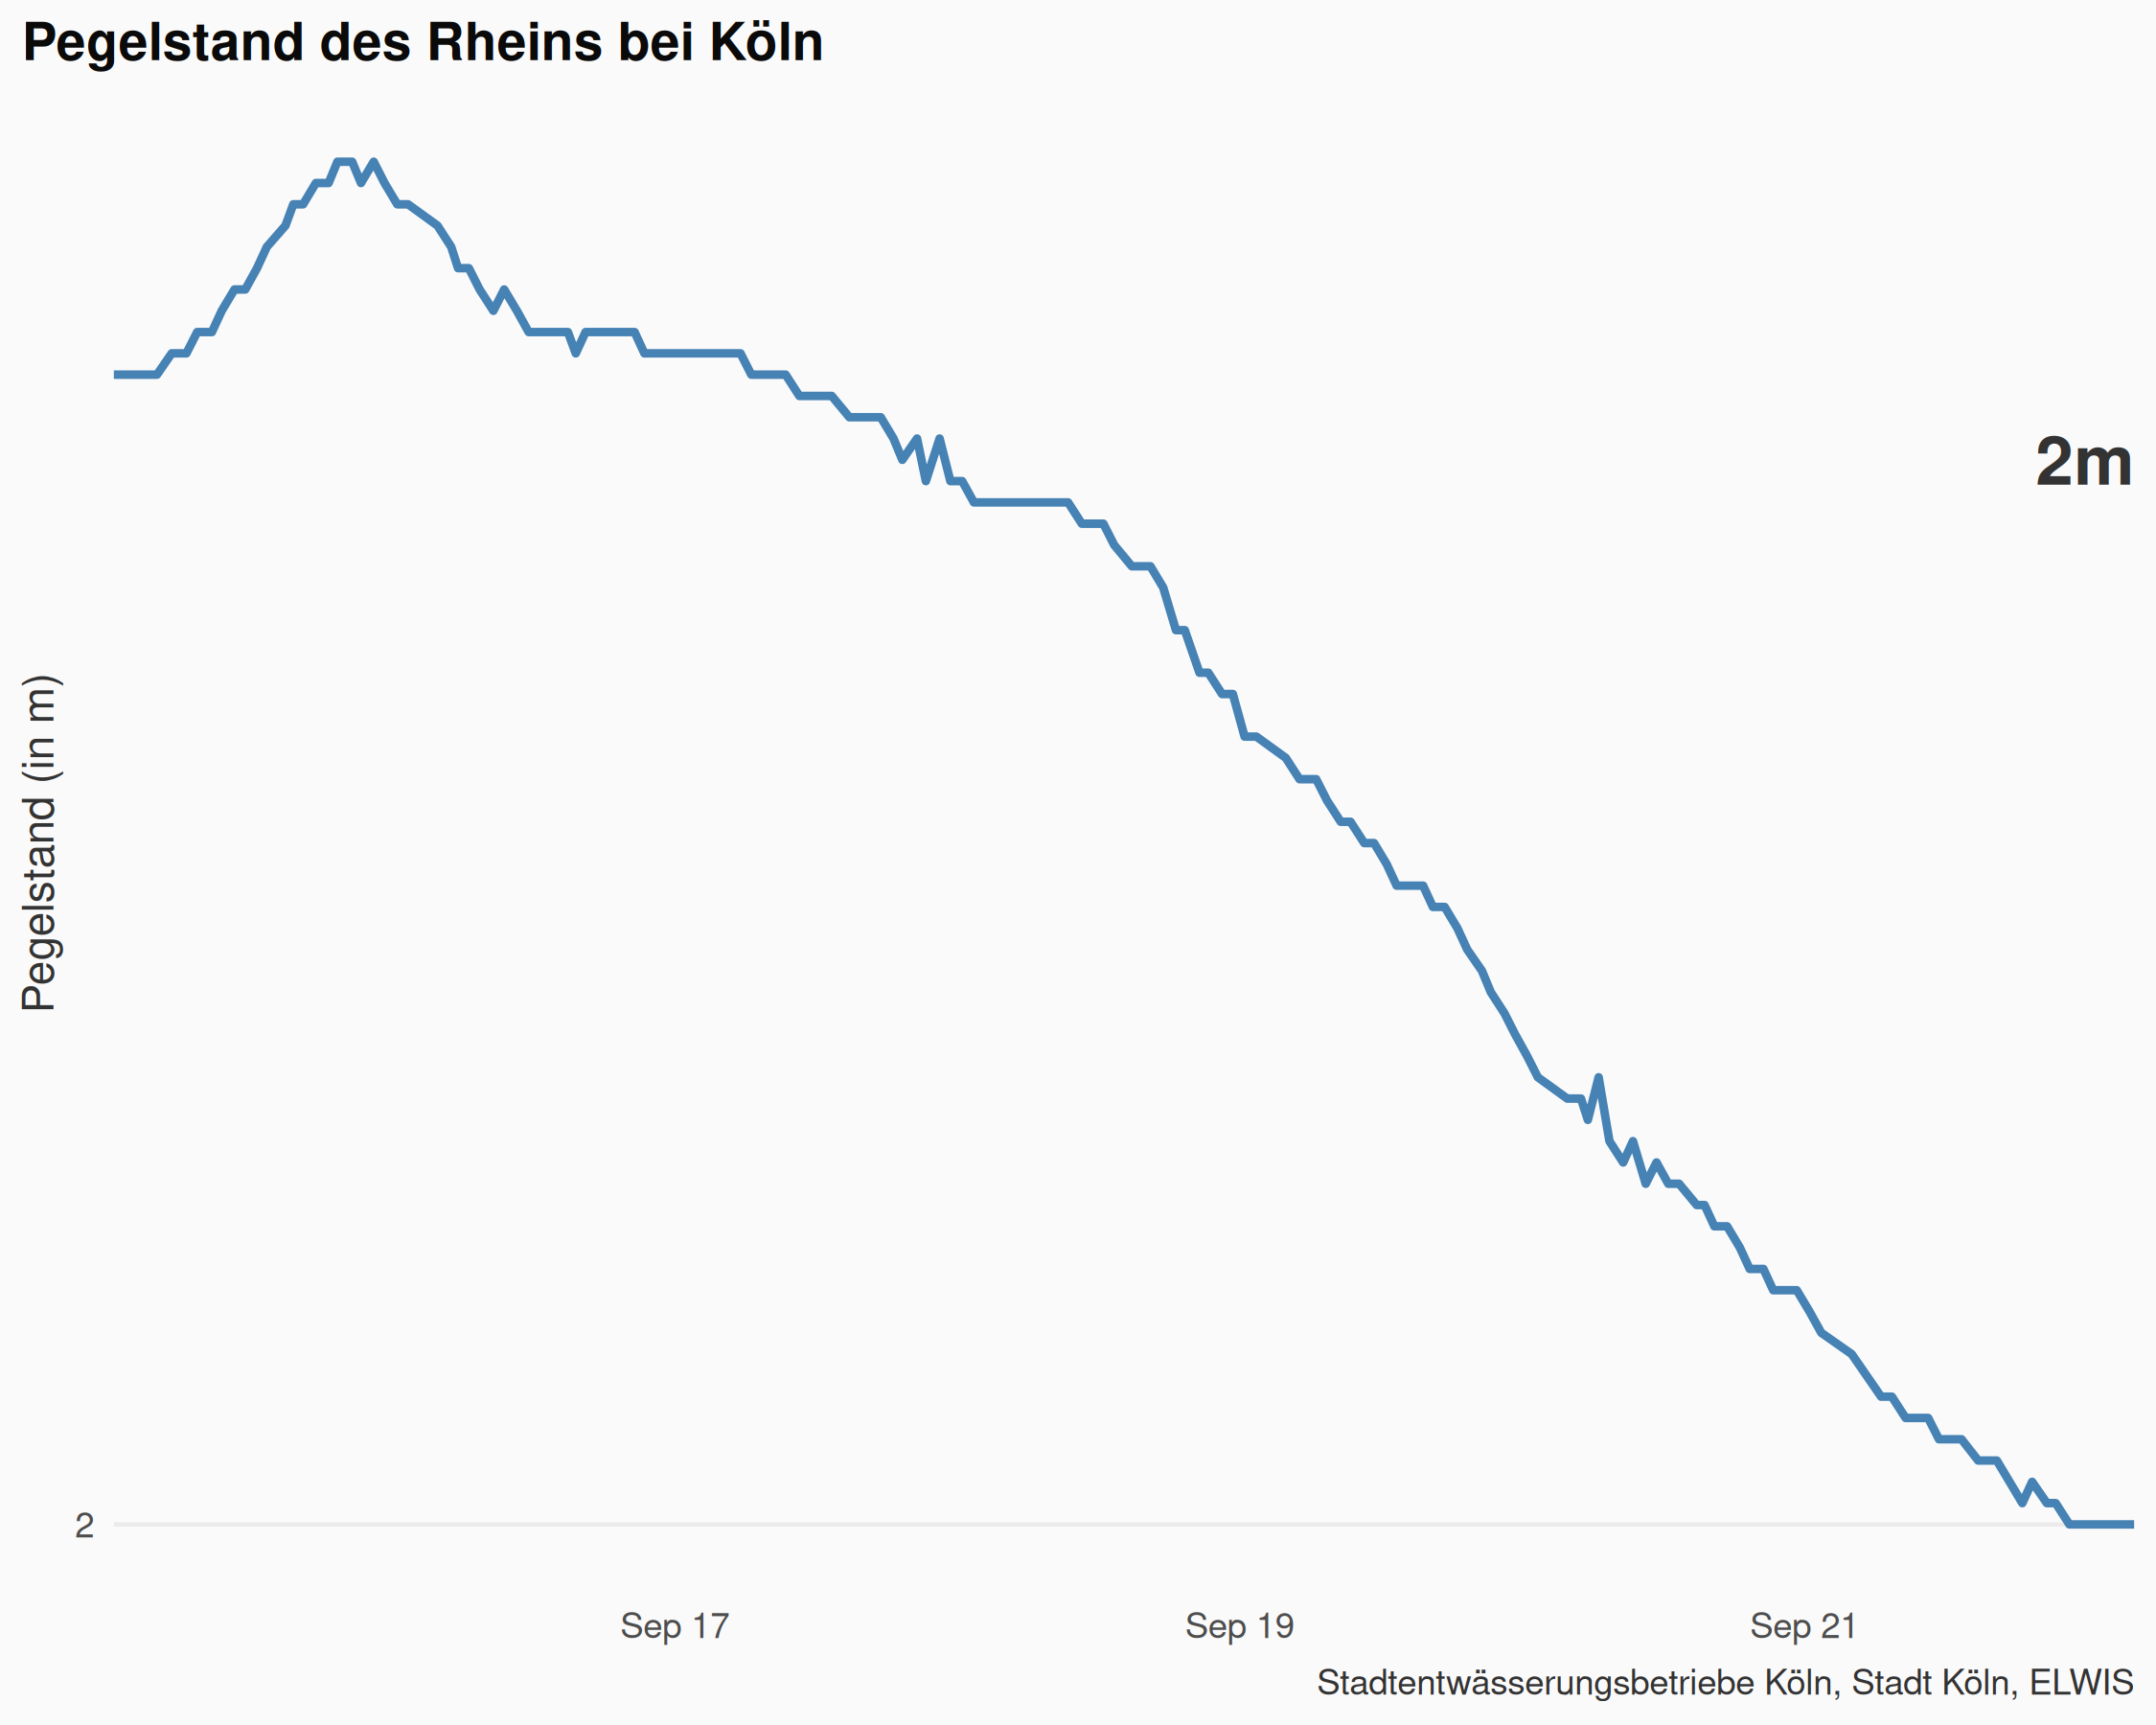 Pegelstand des Rheins bei Köln
2m
Pegelstand (in m)
2
Sep 17
Sep 19
Sep 21
Stadtentwässerungsbetriebe Köln, Stadt Köln, ELWIS